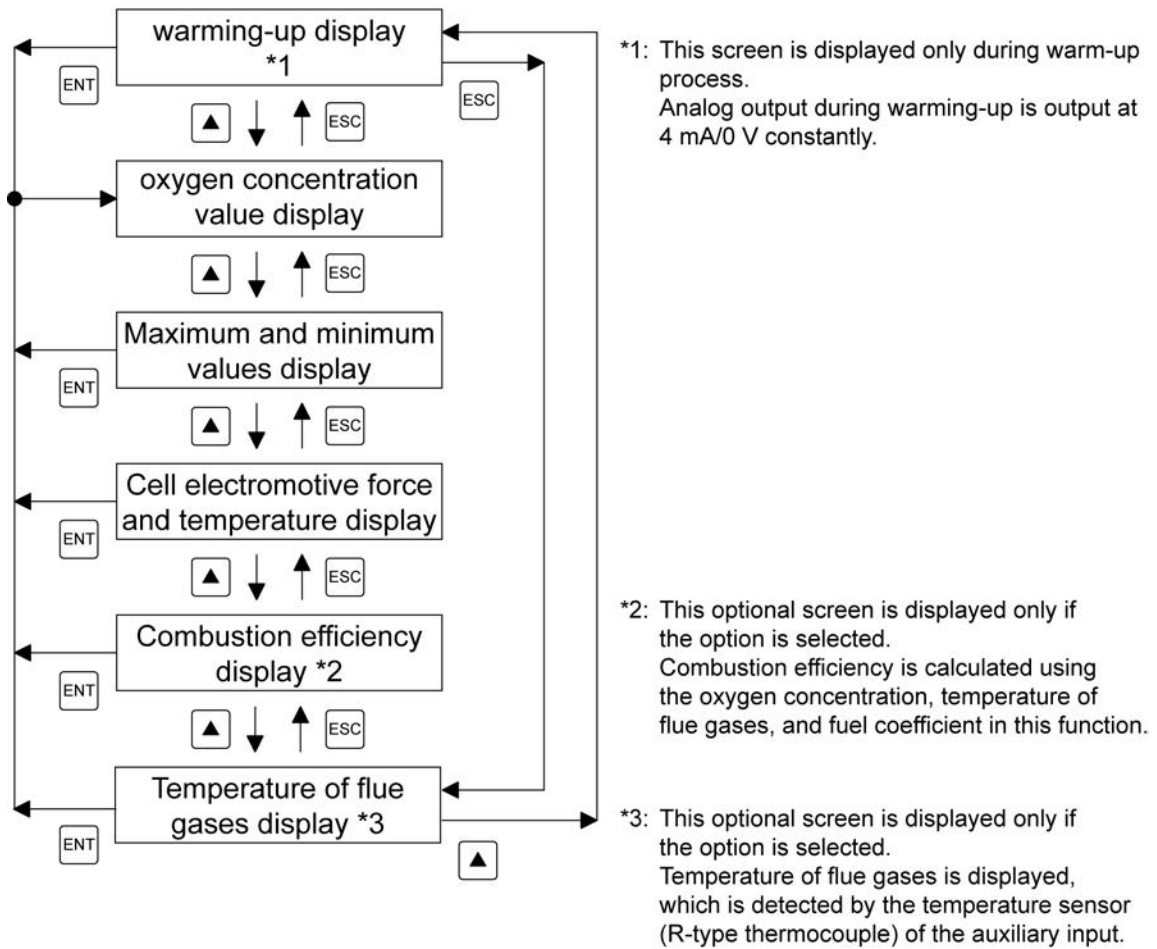 warming-up display
*1
ENT
ESC
▲
ESC
oxygen concentration
value display
▲
ESC
Maximum and minimum
values display
ENT
▲
ESC
Cell electromotive force
and temperature display
ENT
▲
ESC
Combustion efficiency
display *2
ENT
▲
ESC
Temperature of flue
gases display *3
ENT
▲
*1: This screen is displayed only during warm-up
process.
Analog output during warming-up is output at
4 mA/0 V constantly.
*2: This optional screen is displayed only if
the option is selected.
Combustion efficiency is calculated using
the oxygen concentration, temperature of
flue gases, and fuel coefficient in this function.
*3: This optional screen is displayed only if
the option is selected.
Temperature of flue gases is displayed,
which is detected by the temperature sensor
(R-type thermocouple) of the auxiliary input.